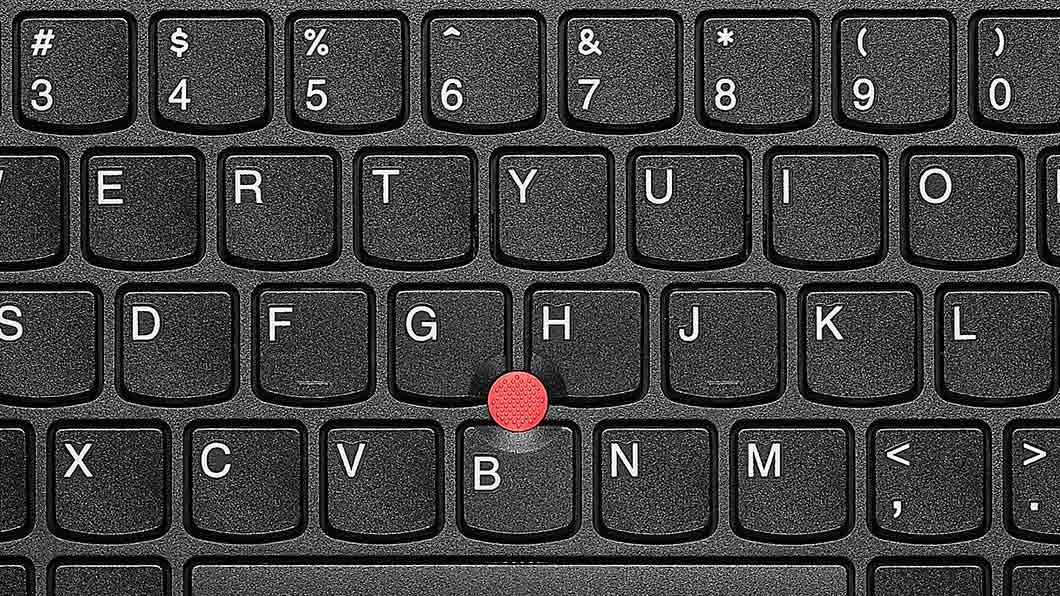 # $ % ^ & * ( )
3 4 5 6 7 8 9 0
E R T Y U I O
S D F G H J K L
X C V B N M < >
, .